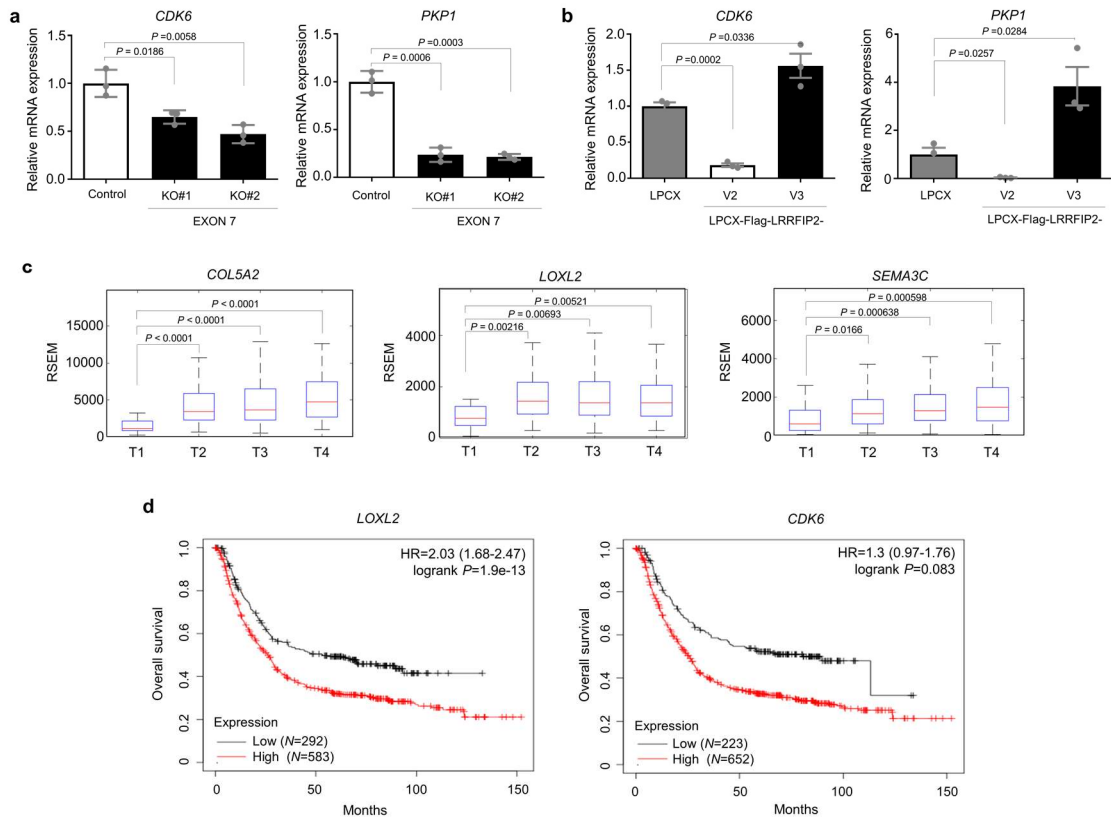 a
CDK6
Relative mRNA expression
1.5
1.0
0.5
0.0
P =0.0058
P =0.0186
Control
KO#1
KO#2
EXON 7
PKP1
Relative mRNA expression
1.5
1.0
0.5
0.0
P =0.0003
P =0.0006
Control
KO#1
KO#2
EXON 7
b
CDK6
Relative mRNA expression
2.0
1.5
1.0
0.5
0.0
P =0.0336
P =0.0002
LPCX
V2
V3
LPCX-Flag-LRRFIP2-
PKP1
Relative mRNA expression
6
4
2
0
P =0.0284
P =0.0257
LPCX
V2
V3
LPCX-Flag-LRRFIP2-
c
COL5A2
RSEM
15000
10000
5000
0
P < 0.0001
P < 0.0001
P < 0.0001
T1
T2
T3
T4
LOXL2
RSEM
4000
2000
0
P = 0.00521
P = 0.00693
P = 0.00216
T1
T2
T3
T4
SEMA3C
RSEM
6000
4000
2000
0
P = 0.000598
P = 0.000638
P = 0.0166
T1
T2
T3
T4
d
LOXL2
Overall survival
1.0
0.8
0.6
0.4
0.2
0
HR=2.03 (1.68-2.47)
logrank P=1.9e-13
Expression
Low (N=292)
High (N=583)
0
50
100
150
Months
CDK6
Overall survival
1.0
0.8
0.6
0.4
0.2
0
HR=1.3 (0.97-1.76)
logrank P=0.083
Expression
Low (N=223)
High (N=652)
0
50
100
150
Months